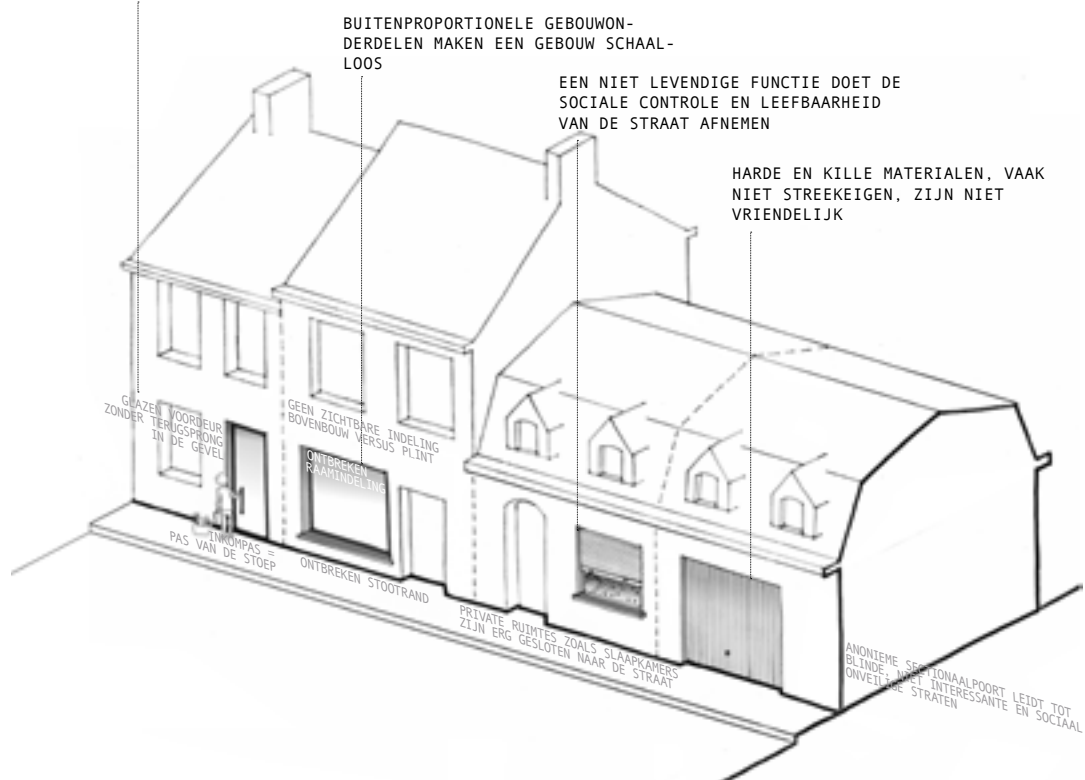 BUITENPROPORTIONELE GEBOUWON-
DERDELEN MAKEN EEN GEBOUW SCHAAL-
LOOS
EEN NIET LEVENDIGE FUNCTIE DOET DE
SOCIALE CONTROLE EN LEEFBAARHEID
VAN DE STRAAT AFNEMEN
HARDE EN KILLE MATERIALEN, VAAK
NIET STREEKEIGEN, ZIJN NIET
VRIENDELIJK
GLAZEN VOORDEUR
ZONDER TERUGSPRONG
IN DE GEVEL
GEEN ZICHTBARE INDELING
BOVENBOUW VERSUS PLINT
ONTBREKEN
RAAMINDELING
INKOMPAS =
PAS VAN DE STOEP
ONTBREKEN STOOTRAND
PRIVATE RUIMTES ZOALS SLAAPKAMERS
ZIJN ERG GESLOTEN NAAR DE STRAAT
ANONIEME SECTIONAALPOORT LEIDT TOT
BLINDE, NIET INTERESSANTE EN SOCIAAL
ONVEILIGE STRATEN